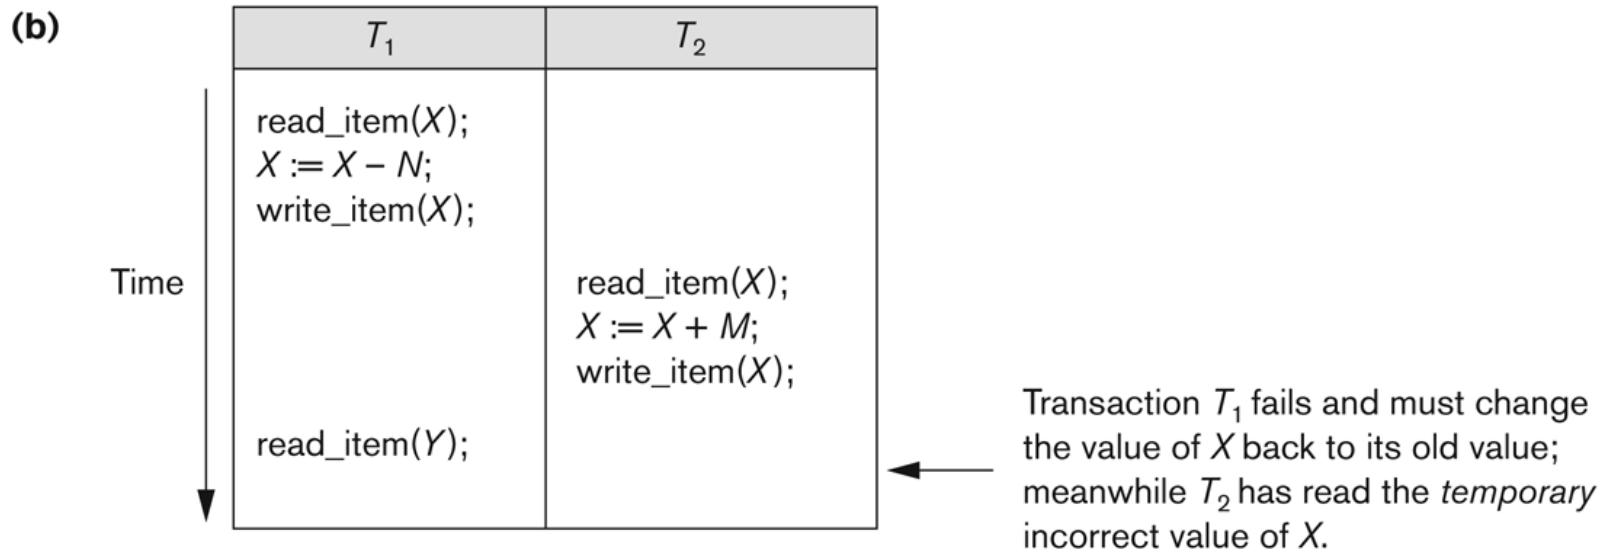 (b)
T₁ T₂
read_item(X);
X := X – N;
write_item(X);
Time
read_item(X);
X := X + M;
write_item(X);
read_item(Y);
Transaction T₁ fails and must change
the value of X back to its old value;
meanwhile T₂ has read the temporary
incorrect value of X.